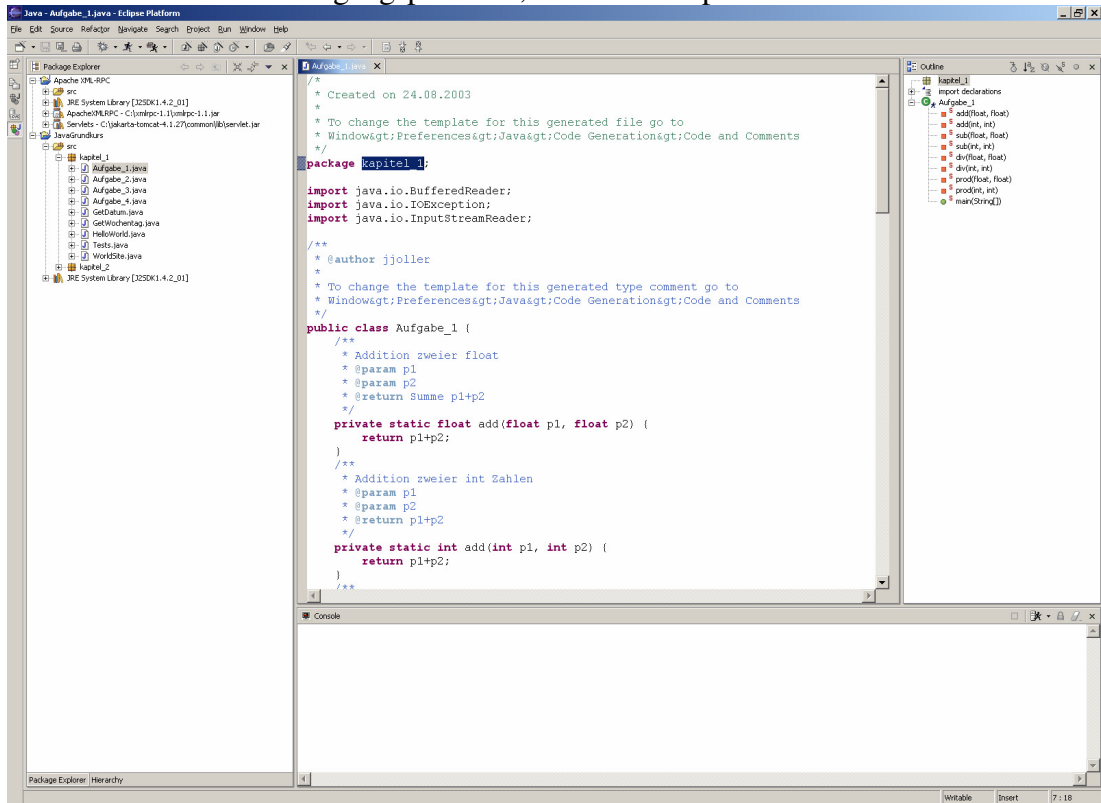 Java - Aufgabe_1.java - Eclipse Platform
File Edit Source Refactor Navigate Search Project Run Window Help
Package Explorer
Apache XML-RPC
src
JRE System Library [J2SDK1.4.2_01]
ApacheXMLRPC - C:\xmlrpc-1.1\xmlrpc-1.1.jar
Servlets - C:\jakarta-tomcat-4.1.27\common\lib\servlet.jar
JavaGrundkurs
src
kapitel_1
Aufgabe_1.java
Aufgabe_2.java
Aufgabe_3.java
Aufgabe_4.java
GetDatum.java
GetWochentag.java
HelloWorld.java
Tests.java
WorldSite.java
kapitel_2
JRE System Library [J2SDK1.4.2_01]
Package Explorer Hierarchy
Aufgabe_1.java
/*
* Created on 24.08.2003
*
* To change the template for this generated file go to
* Window&gt;Preferences&gt;Java&gt;Code Generation&gt;Code and Comments
*/
package kapitel_1;
import java.io.BufferedReader;
import java.io.IOException;
import java.io.InputStreamReader;
/**
* @author jjoller
*
* To change the template for this generated type comment go to
* Window&gt;Preferences&gt;Java&gt;Code Generation&gt;Code and Comments
*/
public class Aufgabe_1 {
/**
* Addition zweier float
* @param p1
* @param p2
* @return Summe p1+p2
*/
private static float add(float p1, float p2) {
return p1+p2;
}
/**
* Addition zweier int Zahlen
* @param p1
* @param p2
* @return p1+p2
*/
private static int add(int p1, int p2) {
return p1+p2;
}
/**
Outline
kapitel_1
import declarations
Aufgabe_1
add(float, float)
add(int, int)
sub(float, float)
sub(int, int)
div(float, float)
div(int, int)
prod(float, float)
prod(int, int)
main(String[])
Console
Writable Insert 7 : 18